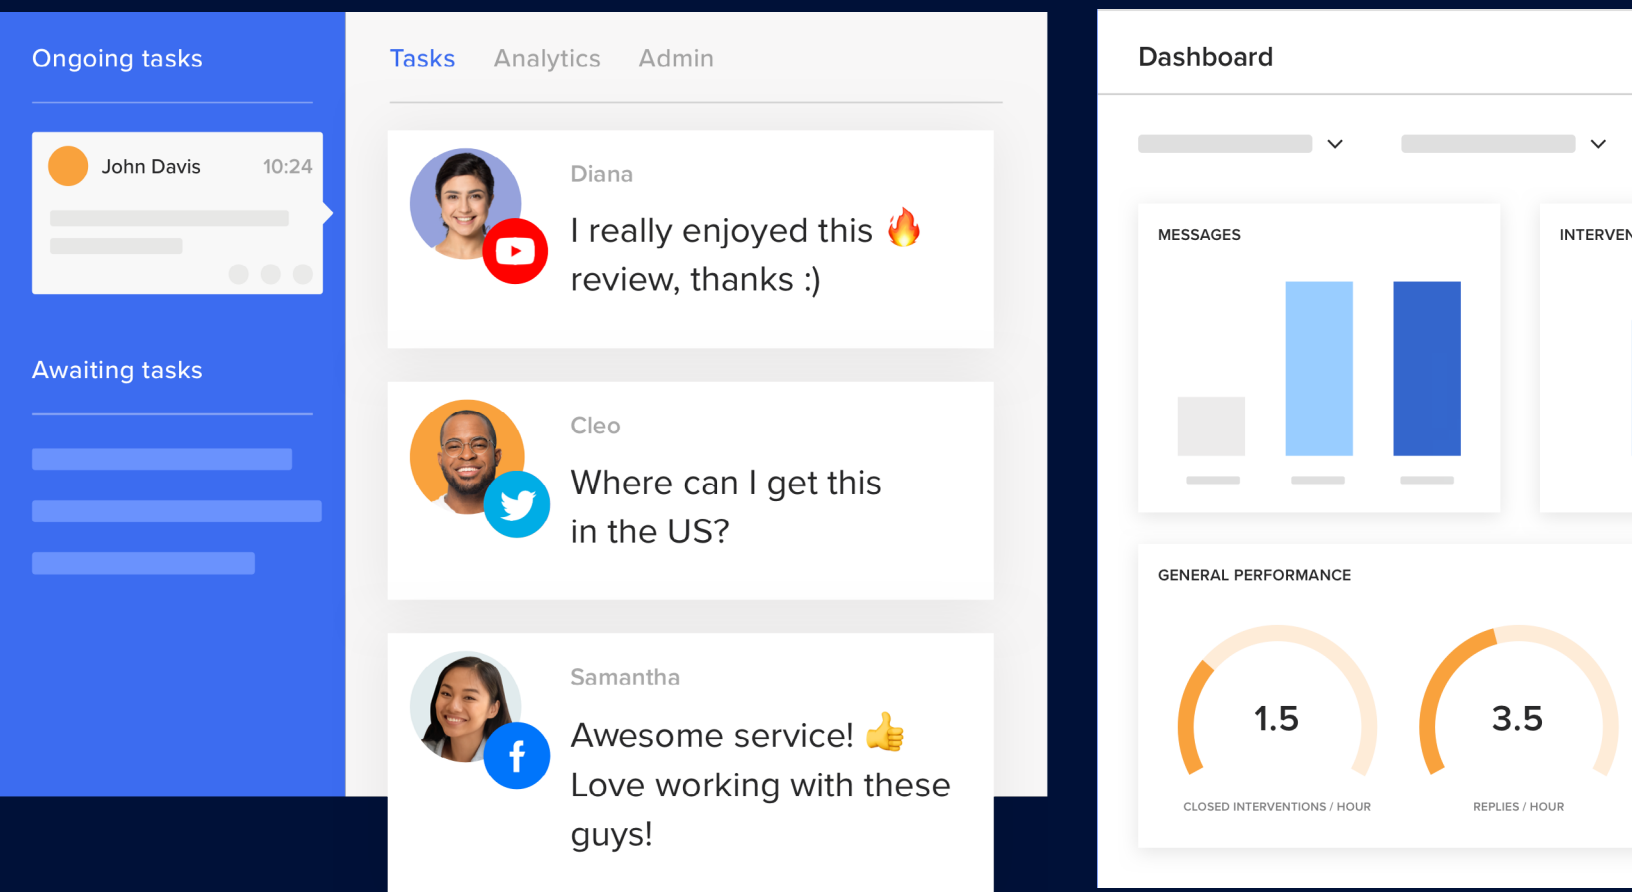 Ongoing tasks
John Davis 10:24
Awaiting tasks
Tasks Analytics Admin
Diana
I really enjoyed this 🔥
review, thanks :)
Cleo
Where can I get this
in the US?
Samantha
Awesome service! 👍
Love working with these
guys!
Dashboard
MESSAGES
GENERAL PERFORMANCE
1.5
CLOSED INTERVENTIONS / HOUR
3.5
REPLIES / HOUR